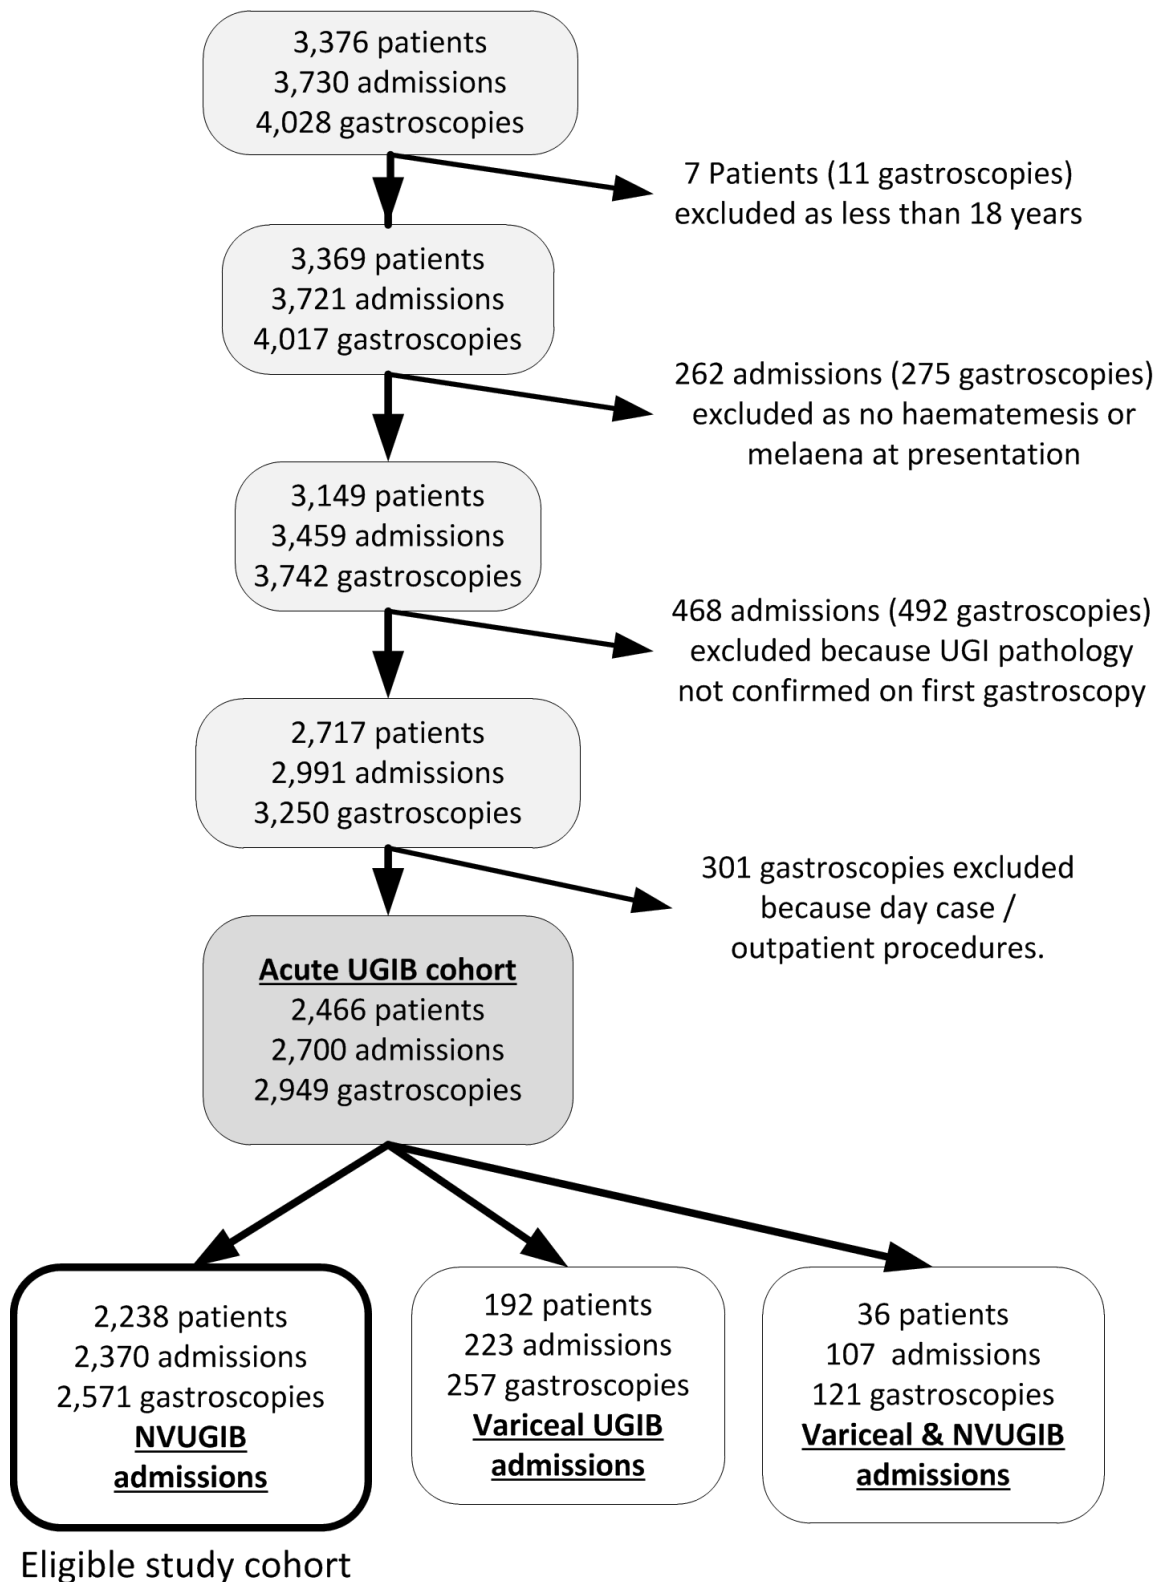 3,376 patients
3,730 admissions
4,028 gastroscopies
7 Patients (11 gastroscopies)
excluded as less than 18 years
3,369 patients
3,721 admissions
4,017 gastroscopies
262 admissions (275 gastroscopies)
excluded as no haematemesis or
melaena at presentation
3,149 patients
3,459 admissions
3,742 gastroscopies
468 admissions (492 gastroscopies)
excluded because UGI pathology
not confirmed on first gastroscopy
2,717 patients
2,991 admissions
3,250 gastroscopies
301 gastroscopies excluded
because day case /
outpatient procedures.
Acute UGIB cohort
2,466 patients
2,700 admissions
2,949 gastroscopies
2,238 patients
2,370 admissions
2,571 gastroscopies
NVUGIB
admissions
192 patients
223 admissions
257 gastroscopies
Variceal UGIB
admissions
36 patients
107 admissions
121 gastroscopies
Variceal & NVUGIB
admissions
Eligible study cohort